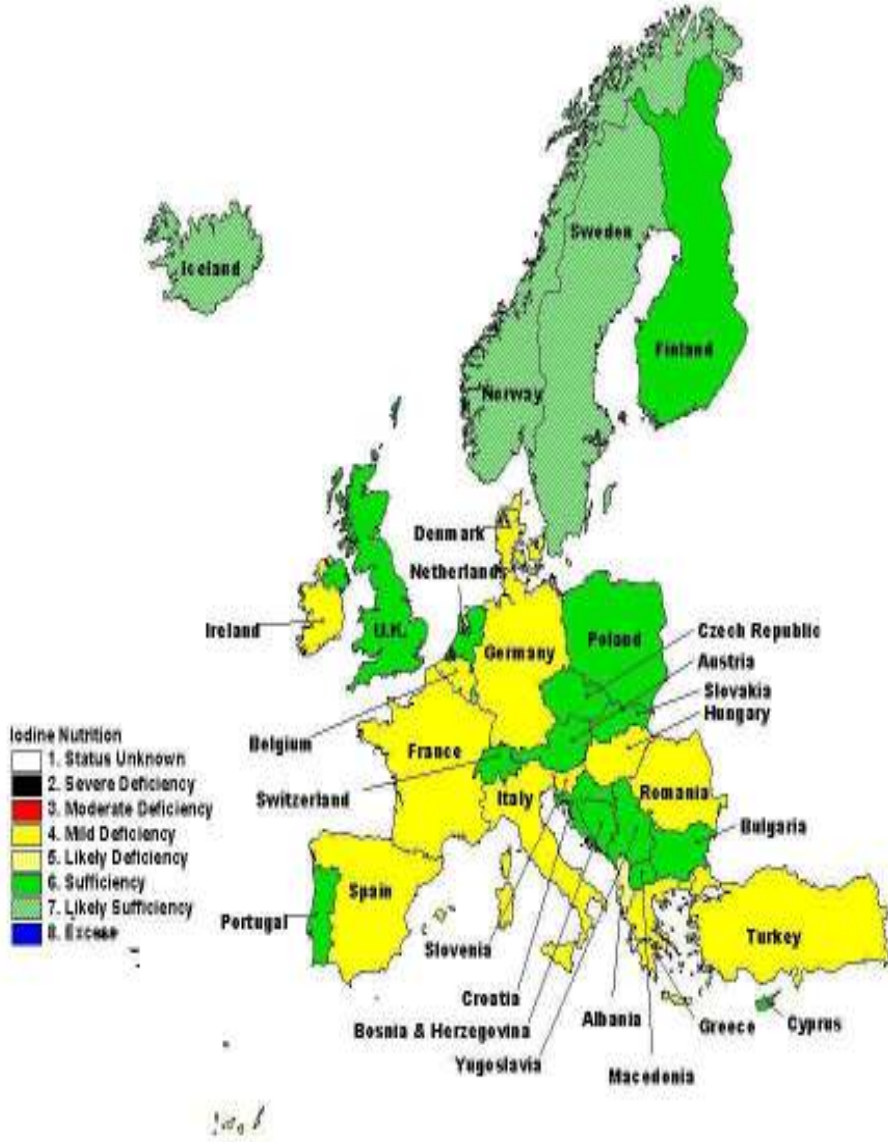 Sweden
Iceland
Finland
Norway
Denmark
Netherlands
Ireland
U.K.
Germany
Poland
Czech Republic
Austria
Slovakia
Hungary
Belgium
France
Iodine Nutrition
1. Status Unknown
2. Severe Deficiency
3. Moderate Deficiency
4. Mild Deficiency
5. Likely Deficiency
6. Sufficiency
7. Likely Sufficiency
8. Excess
Switzerland
Italy
Romania
Bulgaria
Spain
Portugal
Turkey
Slovenia
Croatia
Bosnia & Herzegovina
Yugoslavia
Albania
Macedonia
Greece
Cyprus